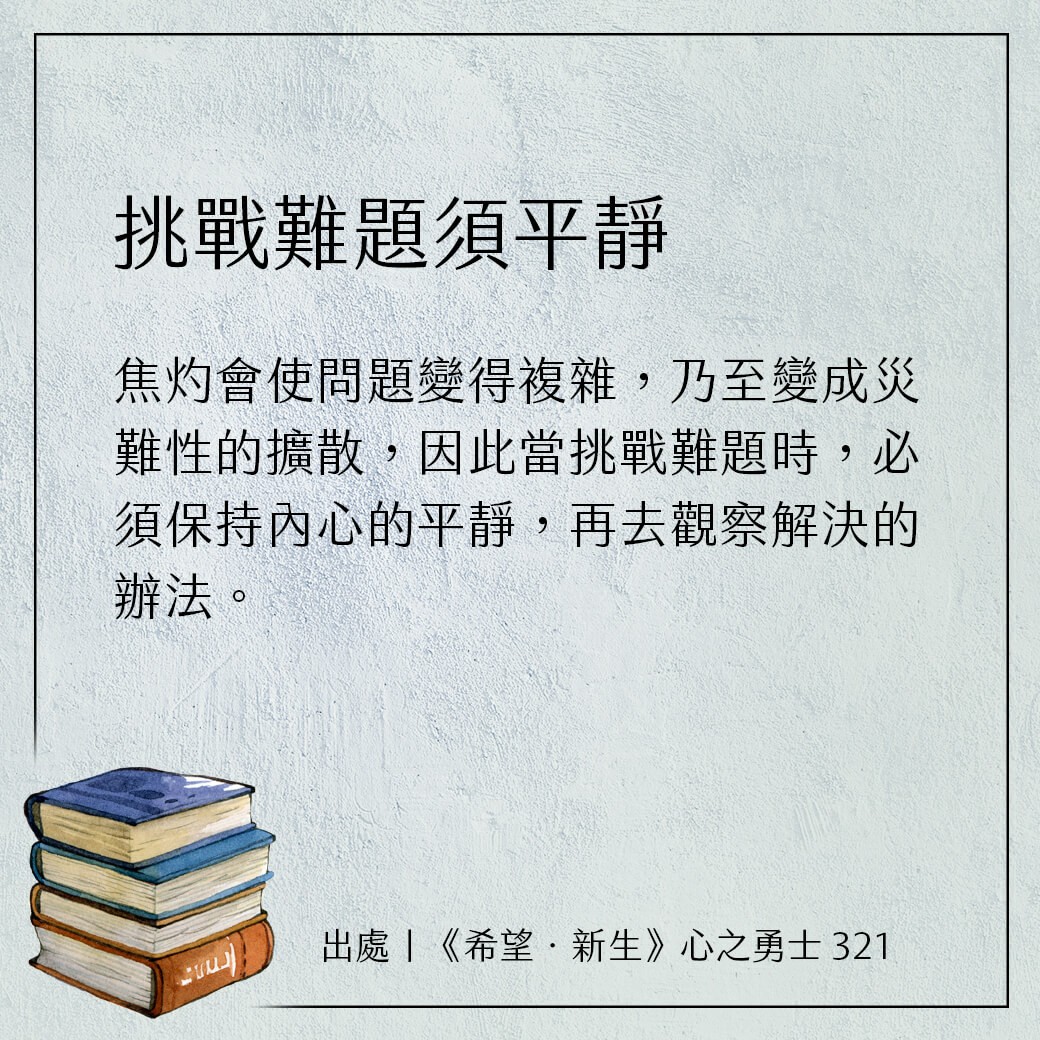 挑戰難題須平靜
焦灼會使問題變得複雜，乃至變成災
難性的擴散，因此當挑戰難題時，必
須保持內心的平靜，再去觀察解決的
辦法。
出處｜《希望．新生》心之勇士 321